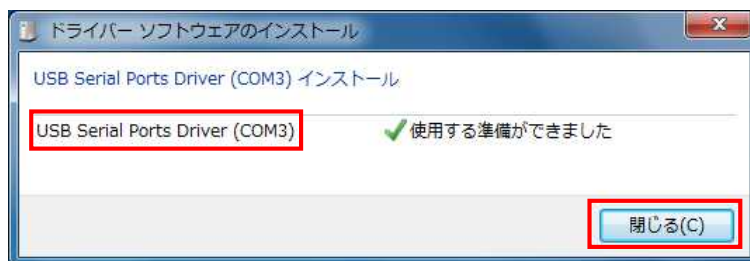 ドライバー ソフトウェアのインストール
USB Serial Ports Driver (COM3) インストール
USB Serial Ports Driver (COM3) 使用する準備ができました
閉じる(C)